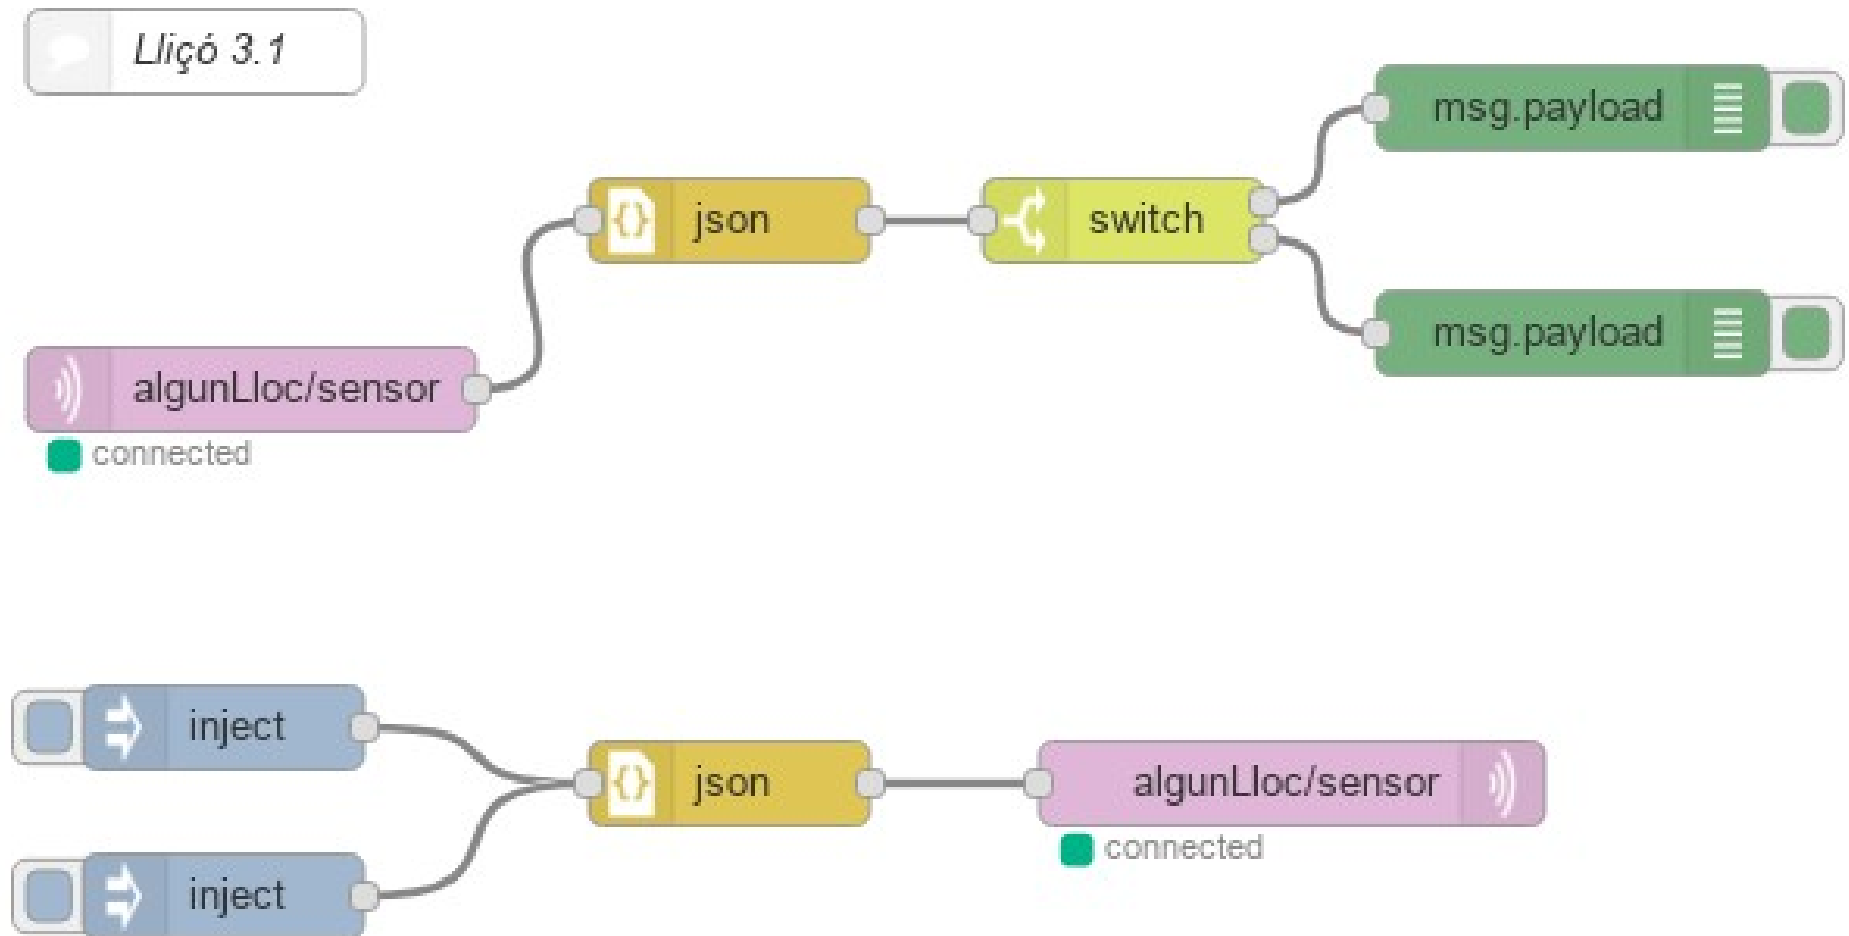 Lliçó 3.1
msg.payload
json
switch
msg.payload
algunLloc/sensor
connected
inject
json
algunLloc/sensor
connected
inject